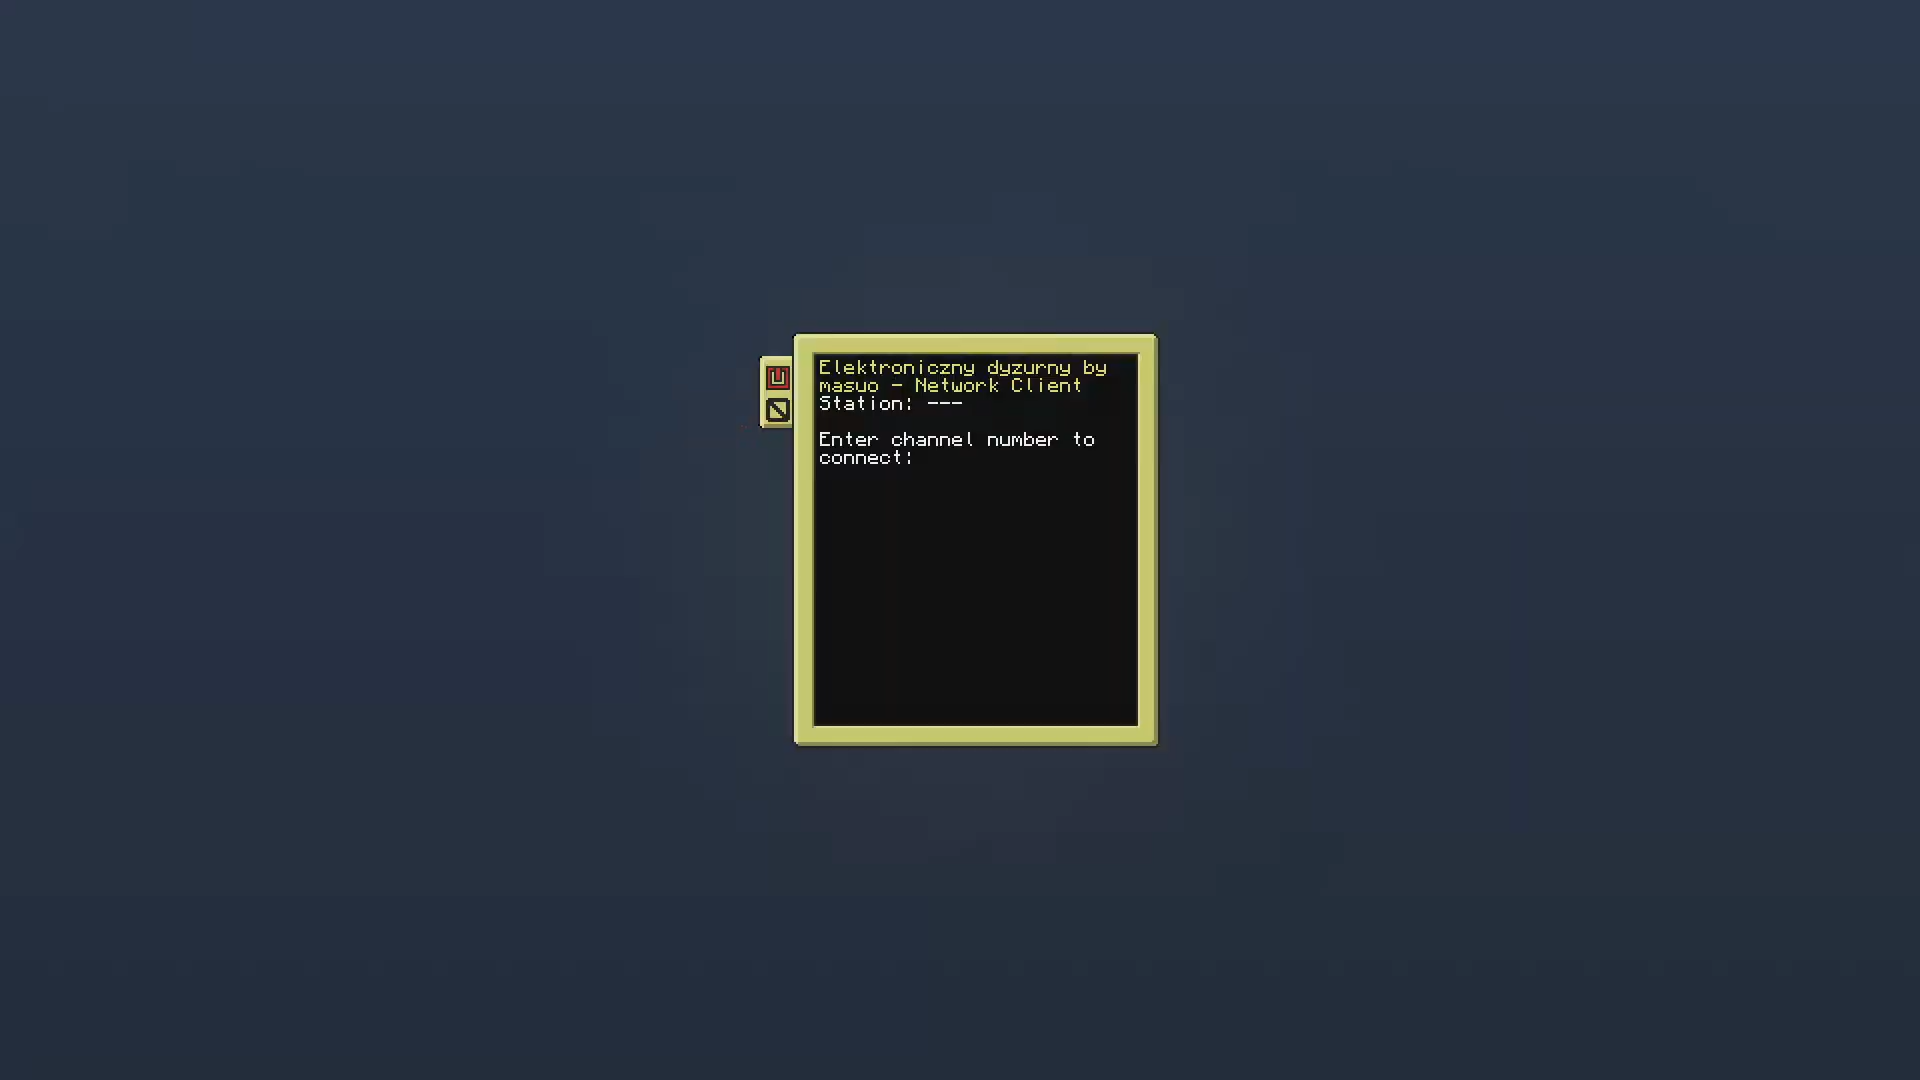 Elektroniczny dyzurny by
masuo - Network Client
Station: ---
Enter channel number to
connect: